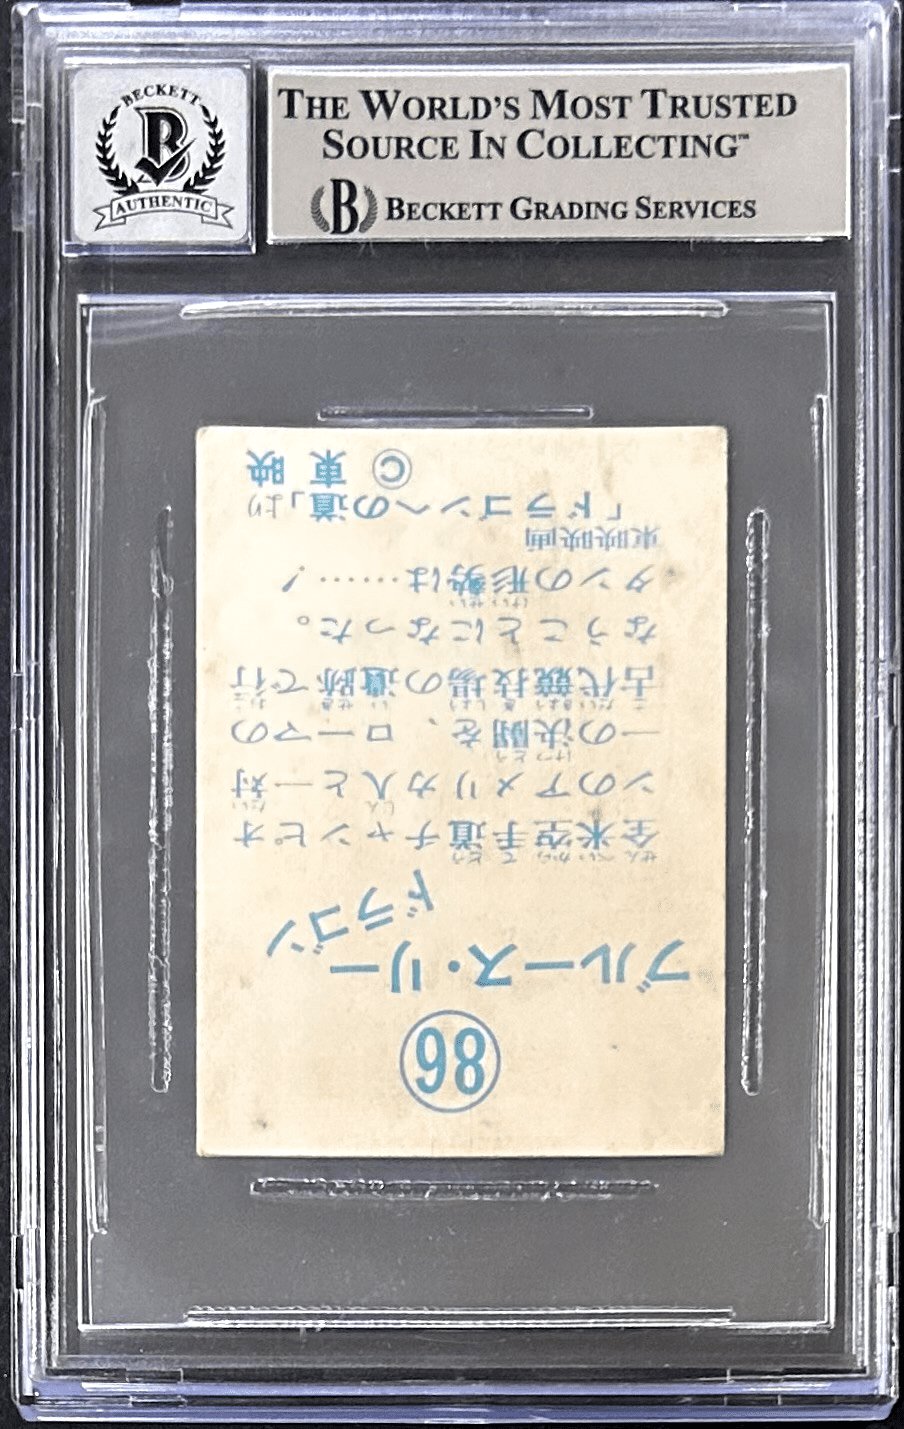 BECKETT
B
AUTHENTIC
THE WORLD'S MOST TRUSTED
SOURCE IN COLLECTING™
B BECKETT GRADING SERVICES
86
ブルース・リー
ドラゴン
全米空手道チャンピオ
ンのアメリカ人と一対
一の決闘を、ローマの
古代競技場の遺跡で行
なうことになった。
タンの形勢は……！
東映映画
「ドラゴンへの道」より
© 東映